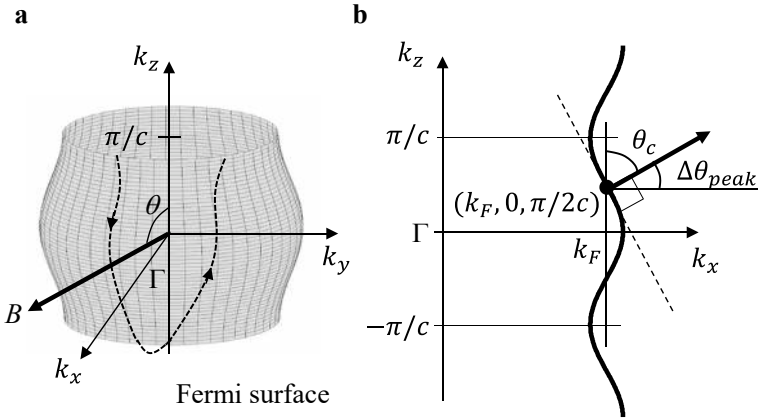 a
k_z
π/c
θ
Γ
k_y
B
k_x
Fermi surface
b
k_z
π/c
θ_c
Δθ_peak
(k_F, 0, π/2c)
Γ
k_F
k_x
−π/c